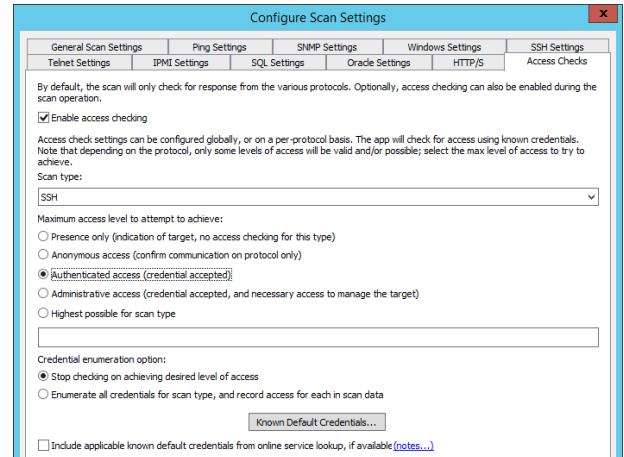 Configure Scan Settings
x
General Scan Settings
Ping Settings
SNMP Settings
Windows Settings
SSH Settings
Telnet Settings
IPMI Settings
SQL Settings
Oracle Settings
HTTP/S
Access Checks
By default, the scan will only check for response from the various protocols. Optionally, access checking can also be enabled during the
scan operation.
Enable access checking
Access check settings can be configured globally, or on a per-protocol basis. The app will check for access using known credentials.
Note that depending on the protocol, only some levels of access will be valid and/or possible; select the max level of access to try to
achieve.
Scan type:
SSH
Maximum access level to attempt to achieve:
Presence only (indication of target, no access checking for this type)
Anonymous access (confirm communication on protocol only)
Authenticated access (credential accepted)
Administrative access (credential accepted, and necessary access to manage the target)
Highest possible for scan type
Credential enumeration option:
Stop checking on achieving desired level of access
Enumerate all credentials for scan type, and record access for each in scan data
Known Default Credentials...
Include applicable known default credentials from online service lookup, if available (notes...)